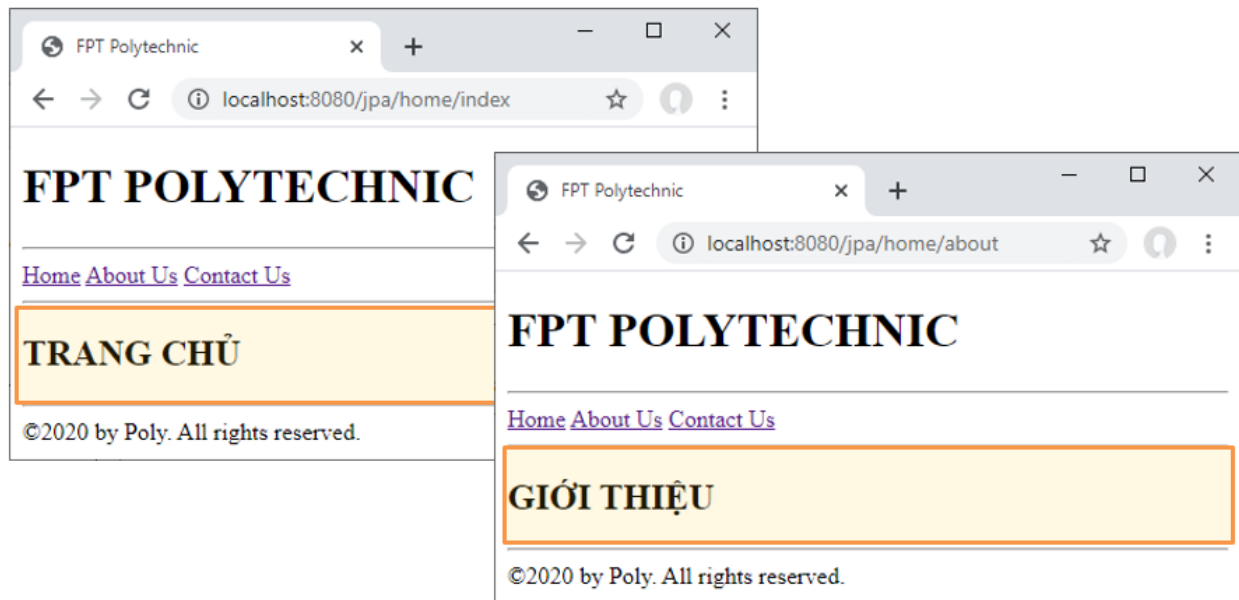 FPT Polytechnic
localhost:8080/jpa/home/index
FPT POLYTECHNIC
Home About Us Contact Us
TRANG CHỦ
©2020 by Poly. All rights reserved.
FPT Polytechnic
localhost:8080/jpa/home/about
FPT POLYTECHNIC
Home About Us Contact Us
GIỚI THIỆU
©2020 by Poly. All rights reserved.